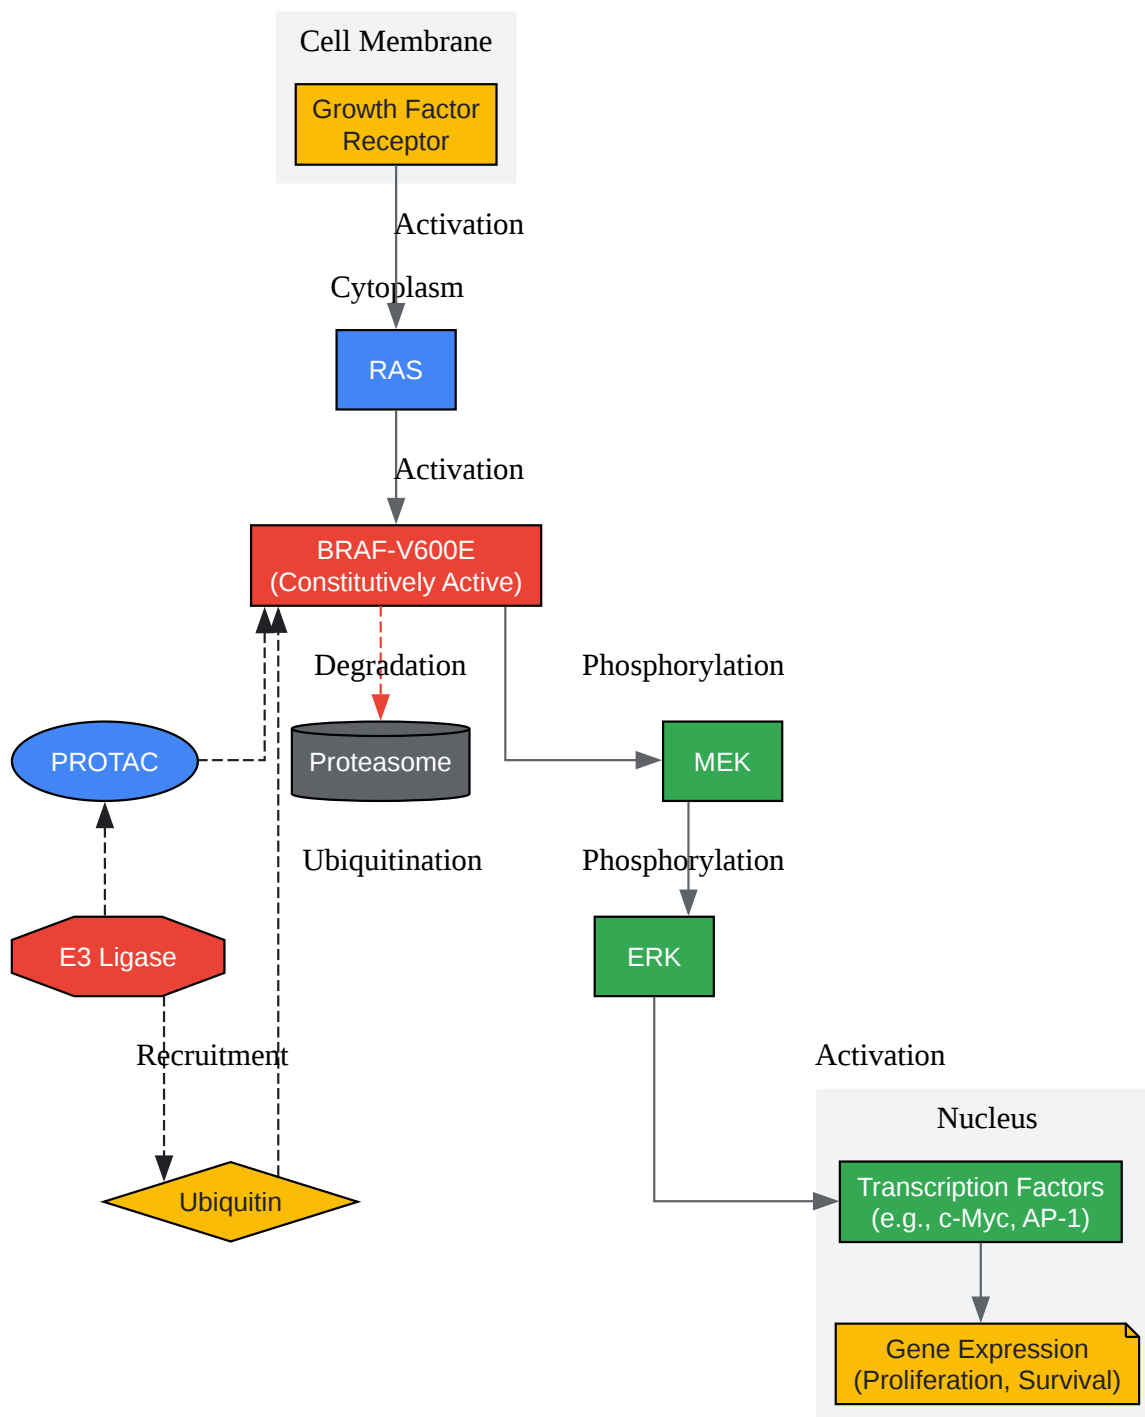 Cell Membrane
Growth Factor
Receptor
Activation
Cytoplasm
RAS
Activation
BRAF-V600E
(Constitutively Active)
Degradation
Phosphorylation
PROTAC
Proteasome
MEK
Ubiquitination
Phosphorylation
E3 Ligase
ERK
Recruitment
Activation
Nucleus
Ubiquitin
Transcription Factors
(e.g., c-Myc, AP-1)
Gene Expression
(Proliferation, Survival)